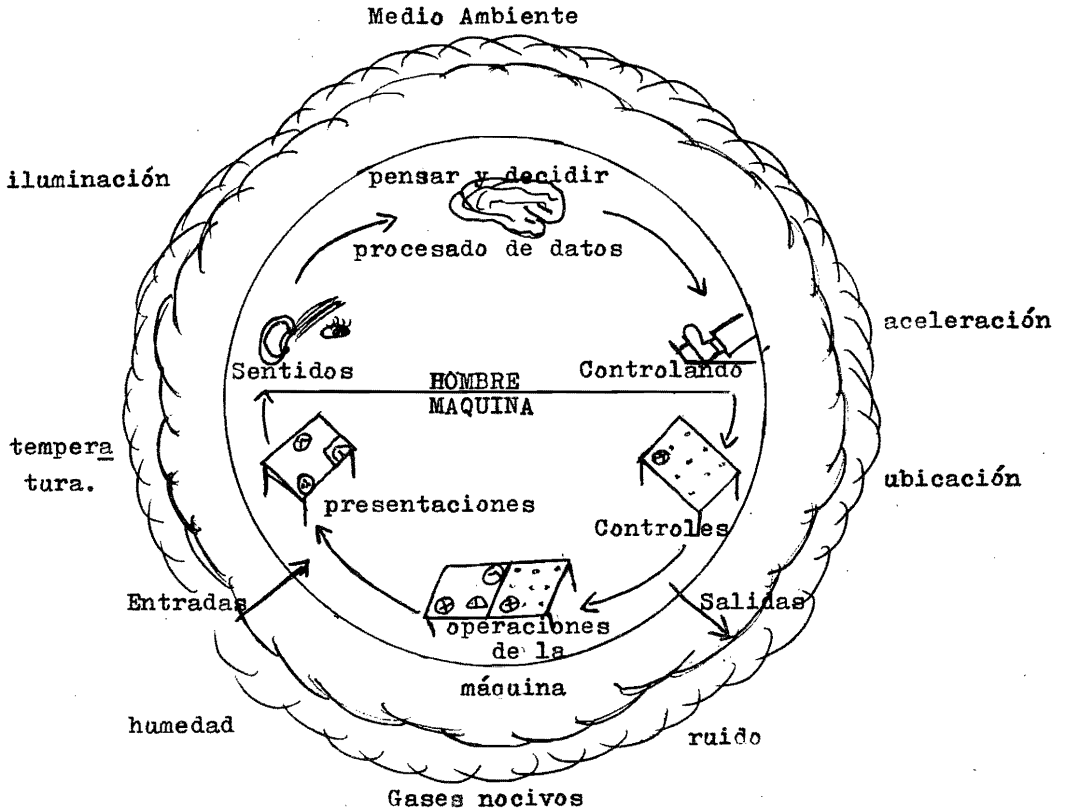 Medio Ambiente
iluminación
pensar y decidir
procesado de datos
aceleración
Sentidos
Controlando
HOMBRE
MAQUINA
tempera
tura.
ubicación
presentaciones
Controles
Entradas
Salidas
operaciones
de la
máquina
humedad
ruido
Gases nocivos